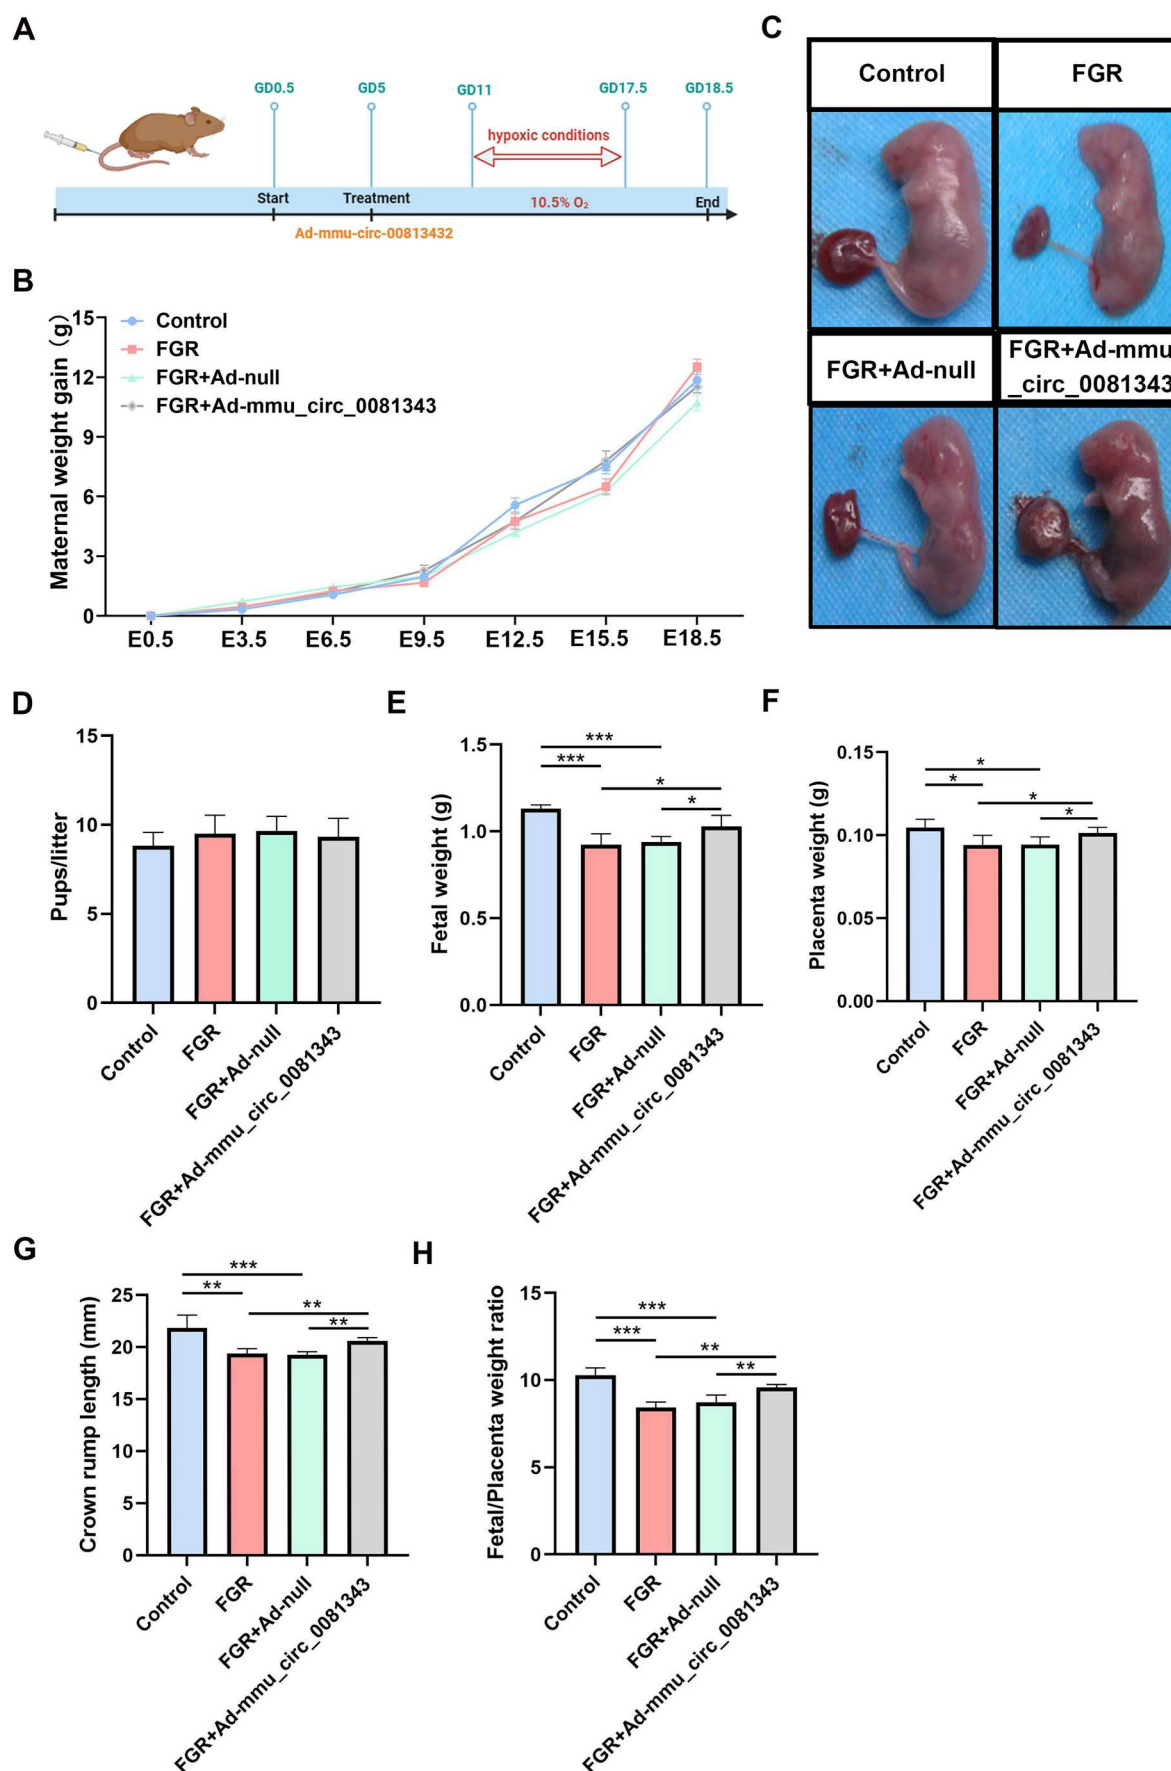 A
GD0.5
GD5
GD11
GD17.5
GD18.5
hypoxic conditions
Start
Treatment
10.5% O₂
End
Ad-mmu-circ-00813432
B
Maternal weight gain (g)
15
12
9
6
3
0
Control
FGR
FGR+Ad-null
FGR+Ad-mmu_circ_0081343
E0.5
E3.5
E6.5
E9.5
E12.5
E15.5
E18.5
C
Control
FGR
FGR+Ad-null
FGR+Ad-mmu
_circ_0081343
D
Pups/litter
15
10
5
0
Control
FGR
FGR+Ad-null
FGR+Ad-mmu_circ_0081343
E
Fetal weight (g)
1.5
1.0
0.5
0.0
***
***
*
*
Control
FGR
FGR+Ad-null
FGR+Ad-mmu_circ_0081343
F
Placenta weight (g)
0.15
0.10
0.05
0.00
*
*
*
*
Control
FGR
FGR+Ad-null
FGR+Ad-mmu_circ_0081343
G
Crown rump length (mm)
25
20
15
10
5
0
***
**
**
**
Control
FGR
FGR+Ad-null
FGR+Ad-mmu_circ_0081343
H
Fetal/Placenta weight ratio
15
10
5
0
***
***
**
**
Control
FGR
FGR+Ad-null
FGR+Ad-mmu_circ_0081343